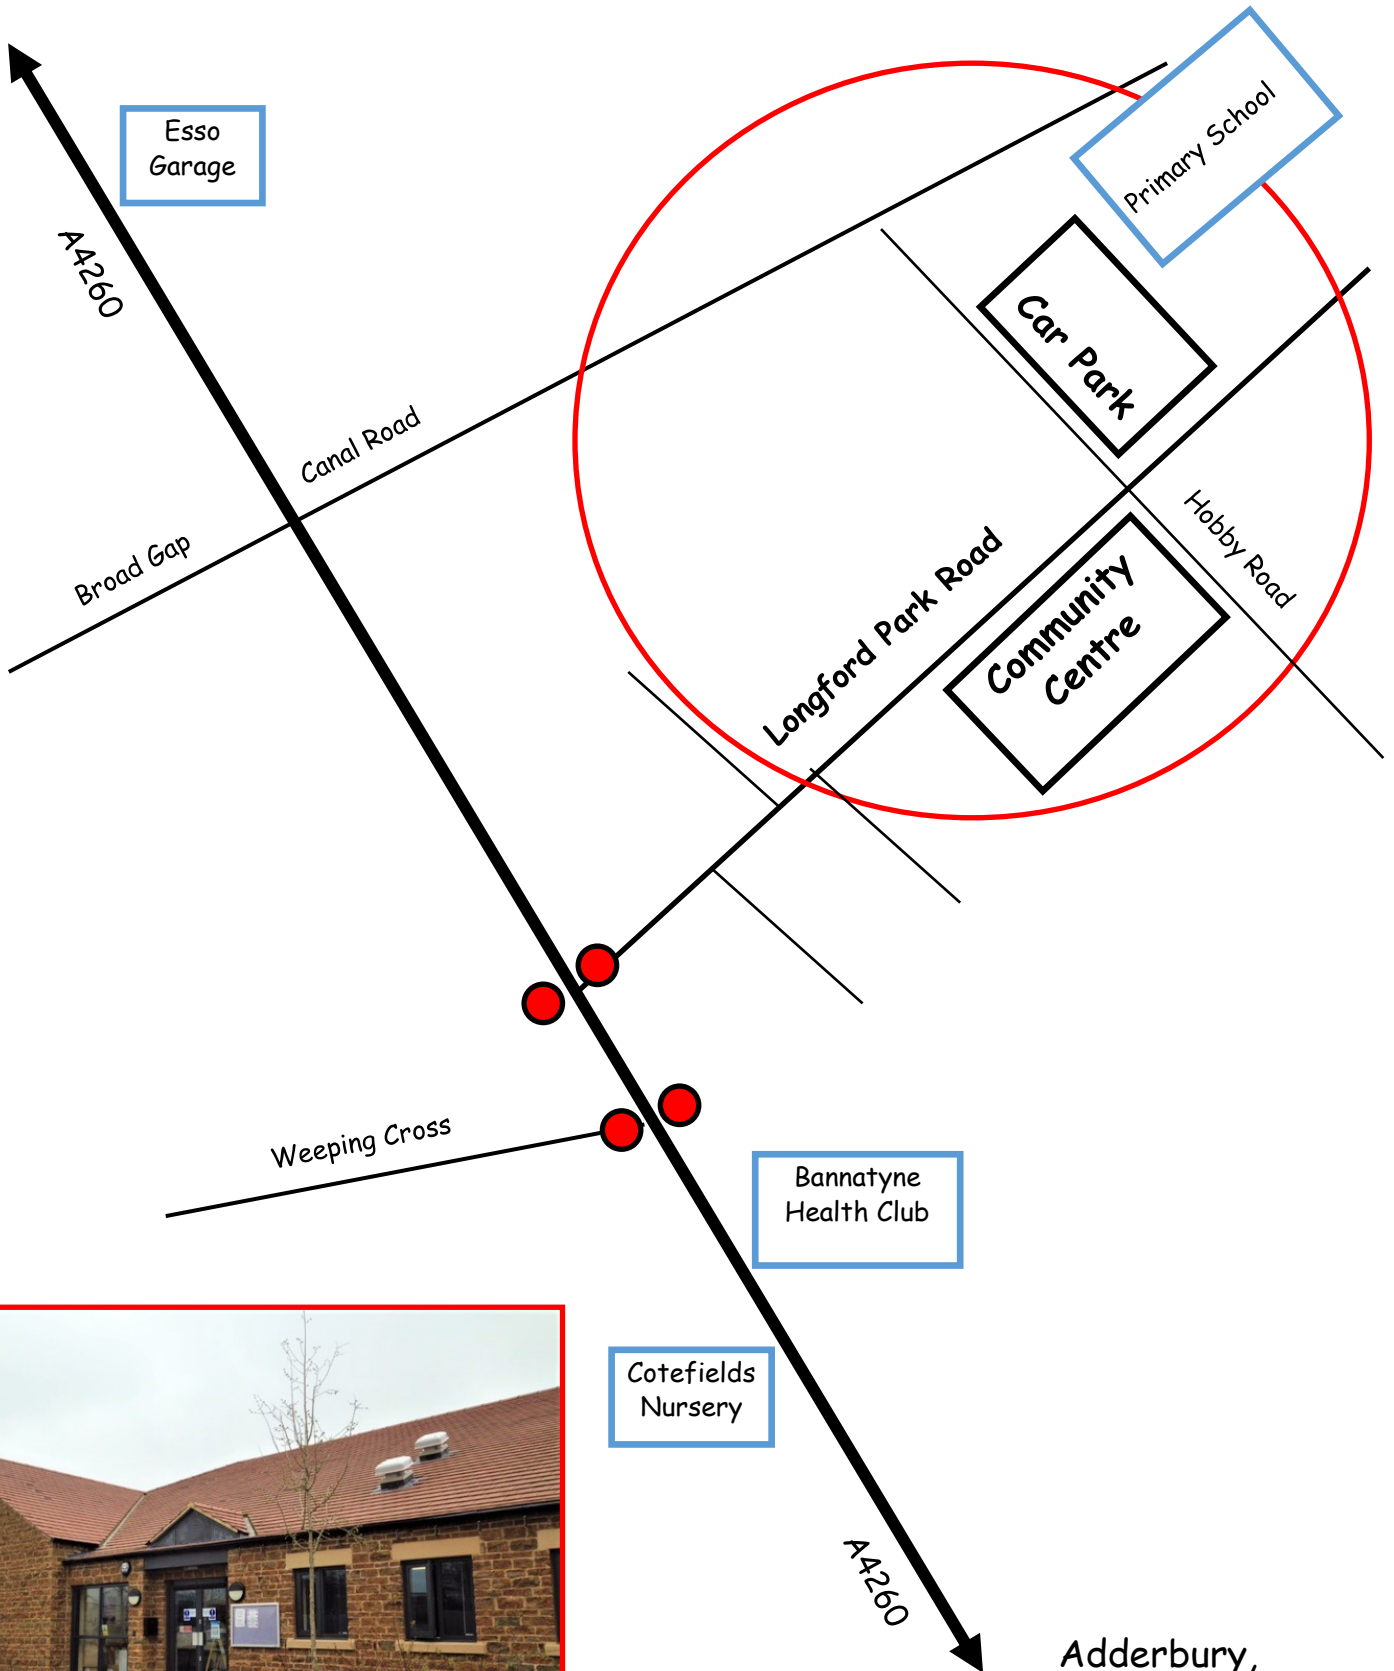 Esso
Garage
Primary School
A4260
Car Park
Canal Road
Broad Gap
Hobby Road
Longford Park Road
Community
Centre
Weeping Cross
Bannatyne
Health Club
Cotefields
Nursery
A4260
Adderbury,